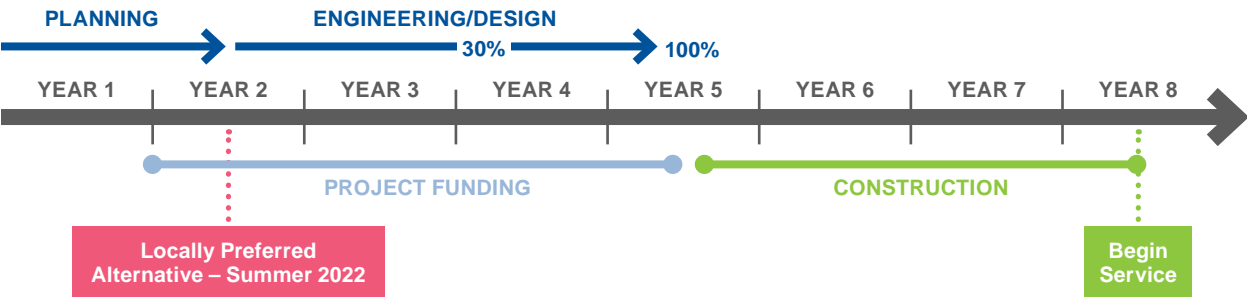 PLANNING
ENGINEERING/DESIGN
30%
100%
YEAR 1
YEAR 2
YEAR 3
YEAR 4
YEAR 5
YEAR 6
YEAR 7
YEAR 8
PROJECT FUNDING
CONSTRUCTION
Locally Preferred
Alternative – Summer 2022
Begin
Service